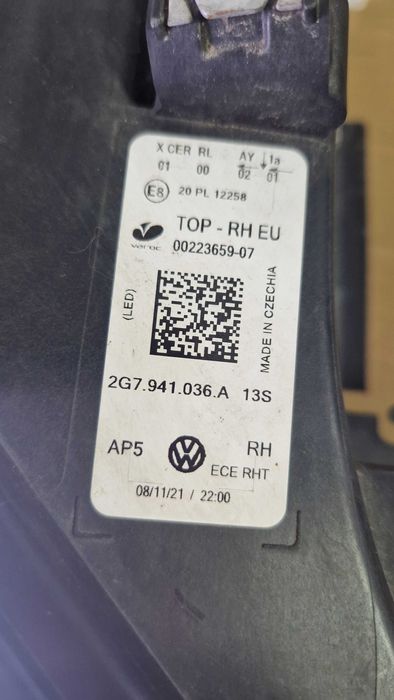 X CER RL AY 1a
01 00 02 01
E8 20 PL 12258
TOP - RH EU
varroc 00223659-07
(LED)
MADE IN CZECHIA
2G7.941.036.A 13S
AP5 RH
ECE RHT
08/11/21 / 22:00